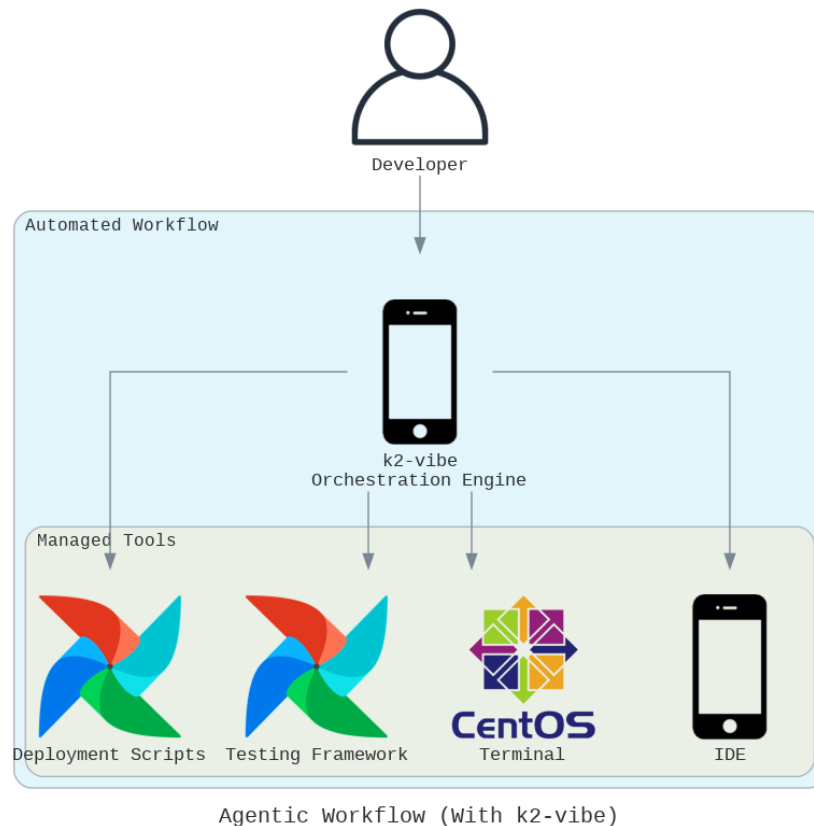 Developer
Automated Workflow
k2-vibe
Orchestration Engine
Managed Tools
CentOS
Deployment Scripts
Testing Framework
Terminal
IDE
Agentic Workflow (With k2-vibe)